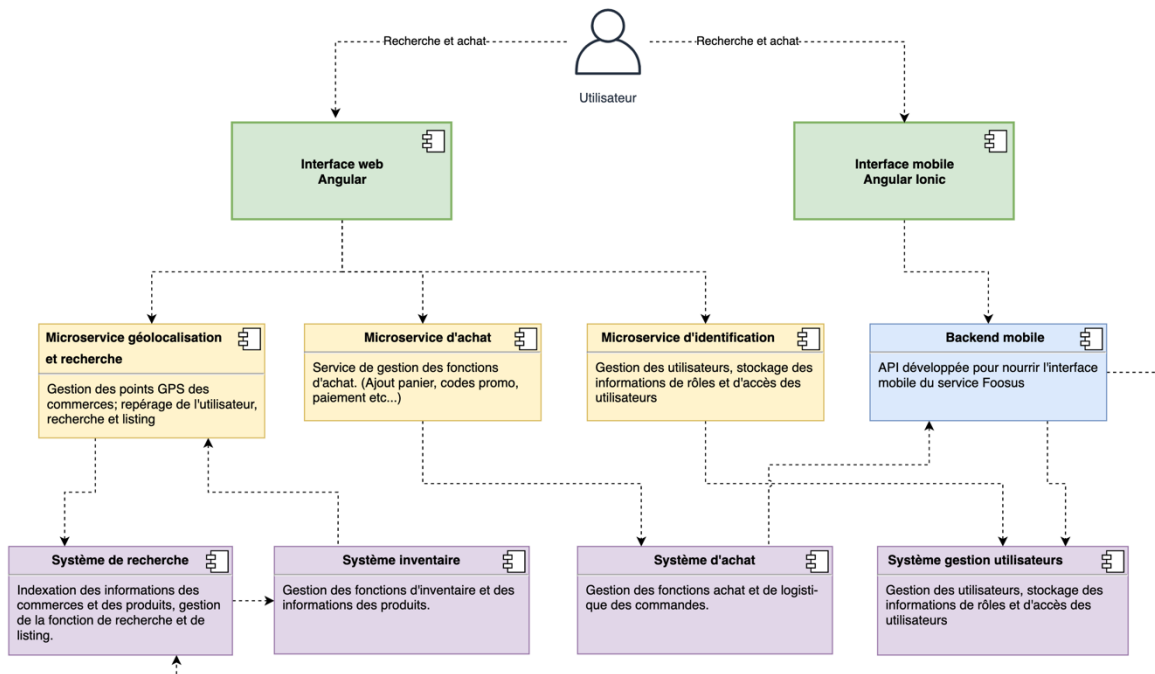 Recherche et achat
Recherche et achat
Utilisateur
Interface web
Angular
Interface mobile
Angular Ionic
Microservice géolocalisation
et recherche
Gestion des points GPS des
commerces; repérage de l'utilisateur,
recherche et listing
Microservice d'achat
Service de gestion des fonctions
d'achat. (Ajout panier, codes promo,
paiement etc...)
Microservice d'identification
Gestion des utilisateurs, stockage des
informations de rôles et d'accès des
utilisateurs
Backend mobile
API développée pour nourrir l'interface
mobile du service Foosus
Système de recherche
Indexation des informations des
commerces et des produits, gestion
de la fonction de recherche et de
listing.
Système inventaire
Gestion des fonctions d'inventaire et des
informations des produits.
Système d'achat
Gestion des fonctions achat et de logisti-
que des commandes.
Système gestion utilisateurs
Gestion des utilisateurs, stockage des
informations de rôles et d'accès des
utilisateurs